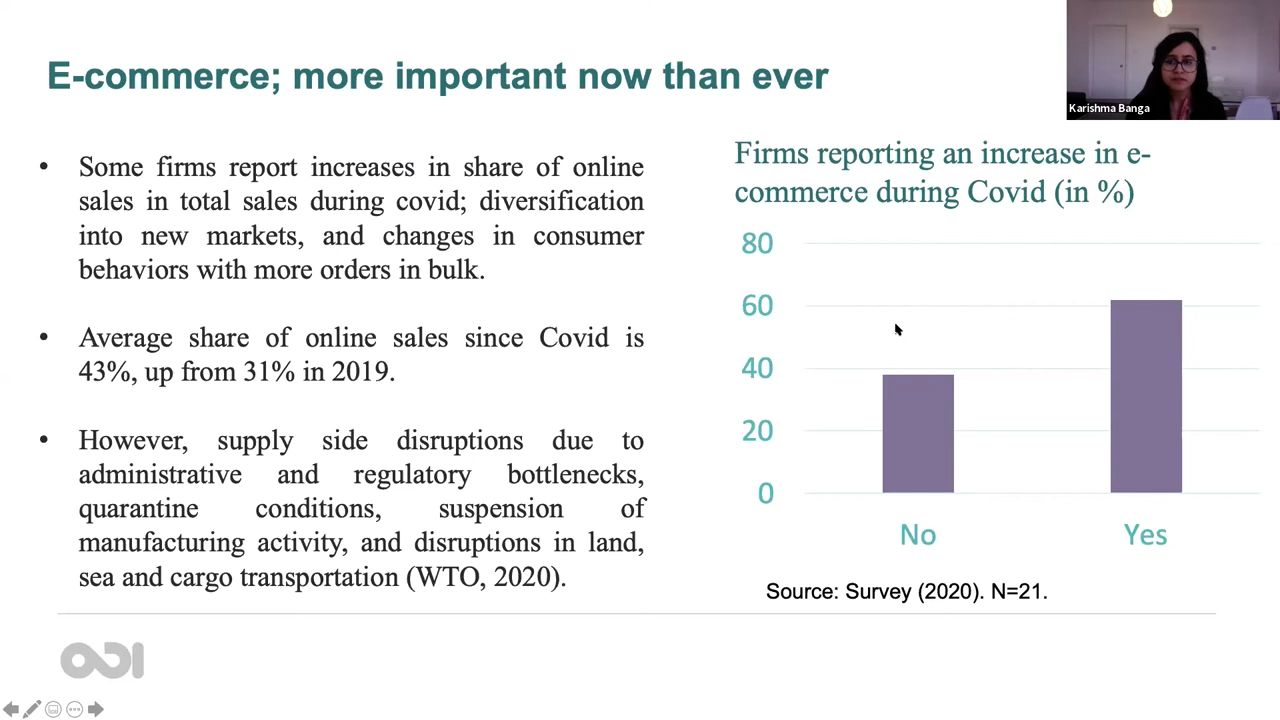 E-commerce; more important now than ever
Karishma Banga
• Some firms report increases in share of online
sales in total sales during covid; diversification
into new markets, and changes in consumer
behaviors with more orders in bulk.
• Average share of online sales since Covid is
43%, up from 31% in 2019.
• However, supply side disruptions due to
administrative and regulatory bottlenecks,
quarantine conditions, suspension of
manufacturing activity, and disruptions in land,
sea and cargo transportation (WTO, 2020).
Firms reporting an increase in e-
commerce during Covid (in %)
80
60
40
20
0
No Yes
Source: Survey (2020). N=21.
ODI